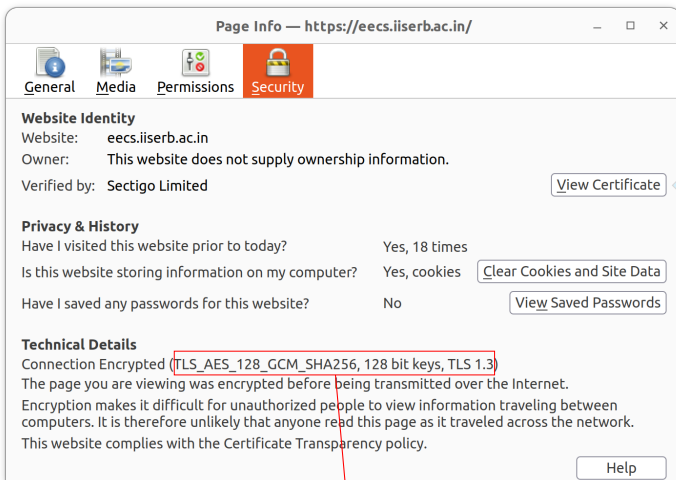 Page Info — https://eecs.iiserb.ac.in/
General Media Permissions Security
Website Identity
Website: eecs.iiserb.ac.in
Owner: This website does not supply ownership information.
Verified by: Sectigo Limited View Certificate
Privacy & History
Have I visited this website prior to today? Yes, 18 times
Is this website storing information on my computer? Yes, cookies Clear Cookies and Site Data
Have I saved any passwords for this website? No View Saved Passwords
Technical Details
Connection Encrypted (TLS_AES_128_GCM_SHA256, 128 bit keys, TLS 1.3)
The page you are viewing was encrypted before being transmitted over the Internet.
Encryption makes it difficult for unauthorized people to view information traveling between
computers. It is therefore unlikely that anyone read this page as it traveled across the network.
This website complies with the Certificate Transparency policy.
Help